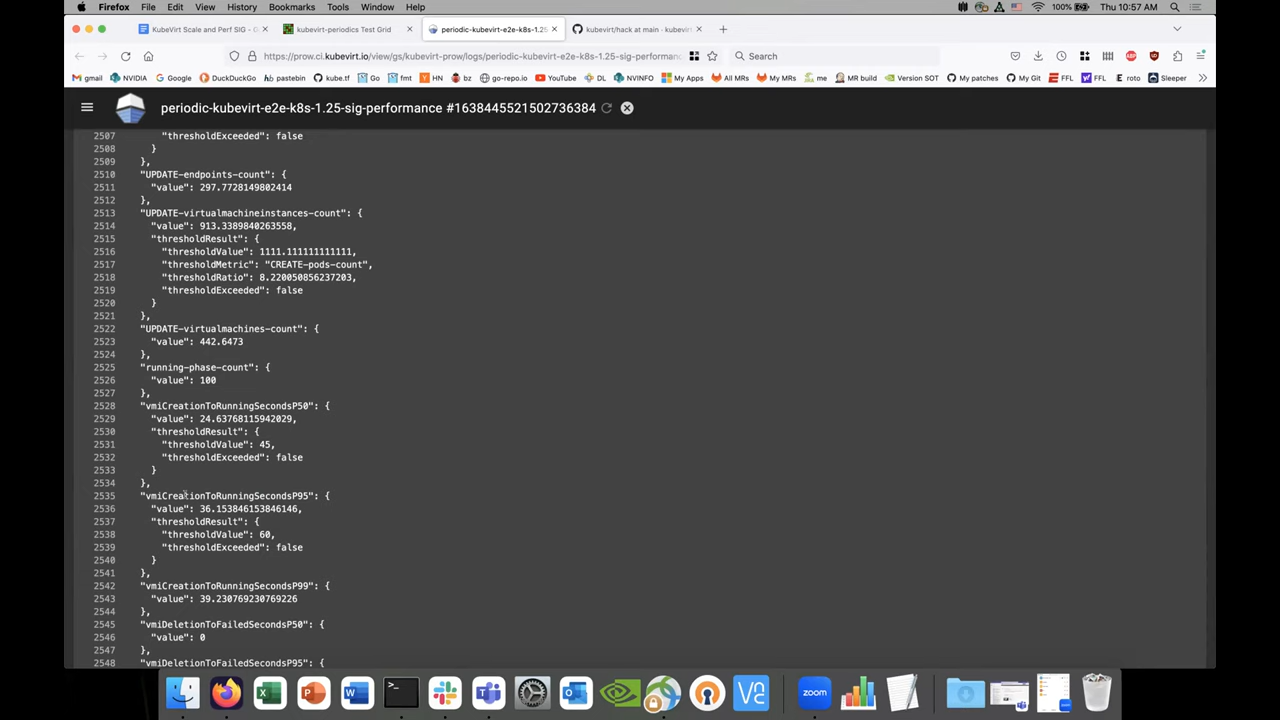 Firefox File Edit View History Bookmarks Tools Window Help 100% Thu 10:57 AM
KubeVirt Scale and Perf SIG - D
kubevirt-periodics Test Grid
periodic-kubevirt-e2e-k8s-1.25-
kubevirt/hack at main · kubevirt
https://prow.ci.kubevirt.io/view/gs/kubevirt-prow/logs/periodic-kubevirt-e2e-k8s-1.25-sig-performanc
Search
gmail NVIDIA Google DuckDuckGo pastebin kube.tf Go fmt HN go-repo.io YouTube DL NVINFO My Apps All MRs My MRs me MR build Version SOT My patches My Git FFL FFL eroto Sleeper
periodic-kubevirt-e2e-k8s-1.25-sig-performance #1638445521502736384
2507 "thresholdExceeded": false
2508 }
2509 },
2510 "UPDATE-endpoints-count": {
2511 "value": 297.7728149802414
2512 },
2513 "UPDATE-virtualmachineinstances-count": {
2514 "value": 913.3389840263558,
2515 "thresholdResult": {
2516 "thresholdValue": 1111.111111111111,
2517 "thresholdMetric": "CREATE-pods-count",
2518 "thresholdRatio": 8.220050856237203,
2519 "thresholdExceeded": false
2520 }
2521 },
2522 "UPDATE-virtualmachines-count": {
2523 "value": 442.6473
2524 },
2525 "running-phase-count": {
2526 "value": 100
2527 },
2528 "vmiCreationToRunningSecondsP50": {
2529 "value": 24.63768115942029,
2530 "thresholdResult": {
2531 "thresholdValue": 45,
2532 "thresholdExceeded": false
2533 }
2534 },
2535 "vmiCreationToRunningSecondsP95": {
2536 "value": 36.153846153846146,
2537 "thresholdResult": {
2538 "thresholdValue": 60,
2539 "thresholdExceeded": false
2540 }
2541 },
2542 "vmiCreationToRunningSecondsP99": {
2543 "value": 39.230769230769226
2544 },
2545 "vmiDeletionToFailedSecondsP50": {
2546 "value": 0
2547 },
2548 "vmiDeletionToFailedSecondsP95": {
zoom